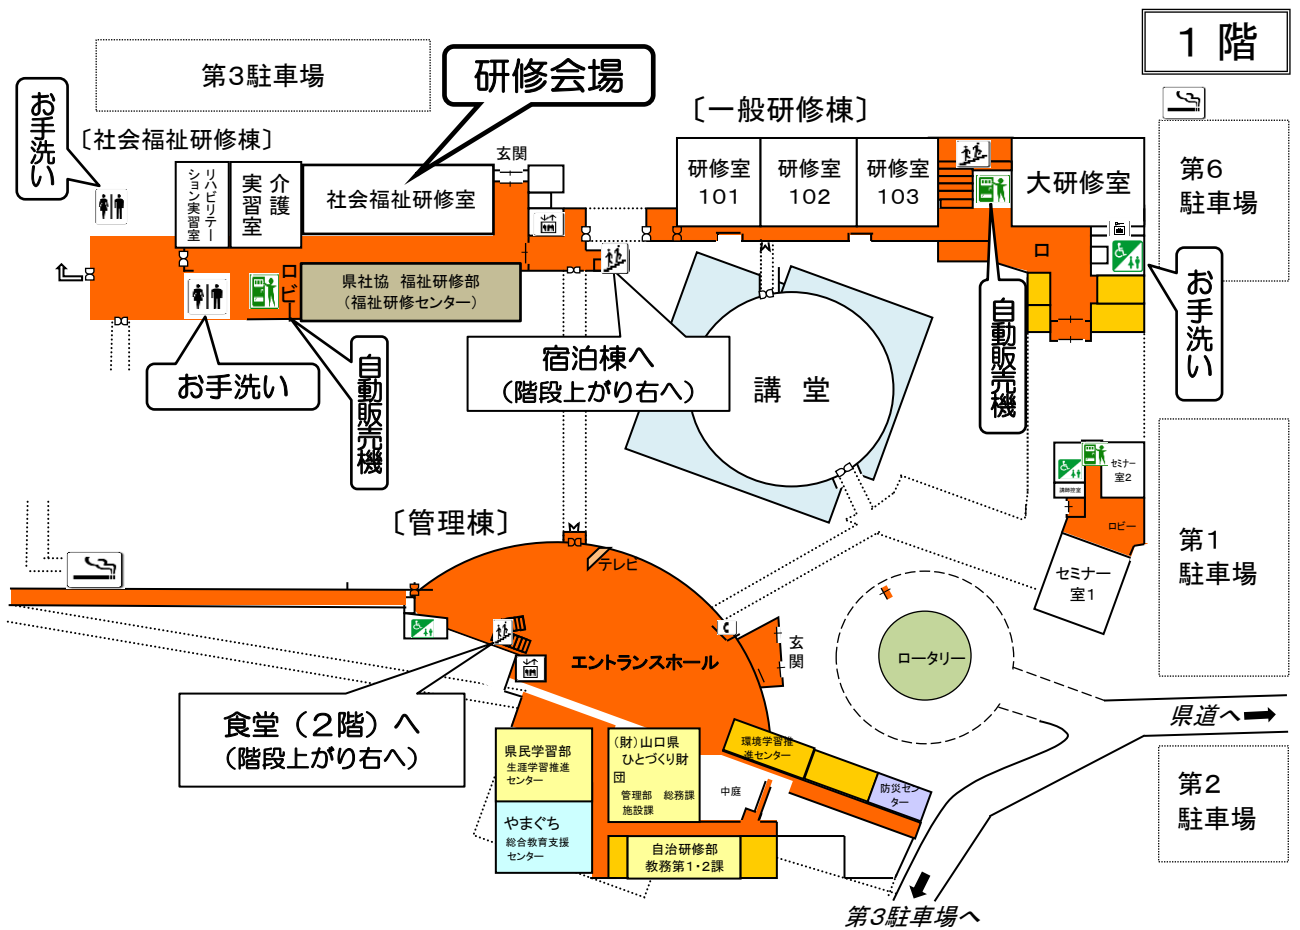 1 階
第3駐車場
研修会場
お手洗い
〔社会福祉研修棟〕
〔一般研修棟〕
玄関
リハビリテー
ション実習
室
介護
実習室
社会福祉研修室
研修室
101
研修室
102
研修室
103
大研修室
第6
駐車場
ロビ
県社協 福祉研修部
（福祉研修センター）
ロ
お手洗い
自動販売機
お手洗い
自動販売機
宿泊棟へ
（階段上がり右へ）
講 堂
セミナー
室2
講師控室
ロビー
セミナー
室1
第1
駐車場
〔管理棟〕
テレビ
エントランスホール
玄関
ロータリー
食堂（２階）へ
（階段上がり右へ）
県道へ
県民学習部
生涯学習推進
センター
(財)山口県
ひとづくり財
団
管理部 総務課
施設課
環境学習推
進センター
防災セン
ター
中庭
やまぐち
総合教育支援
センター
自治研修部
教務第1・2課
第2
駐車場
第3駐車場へ